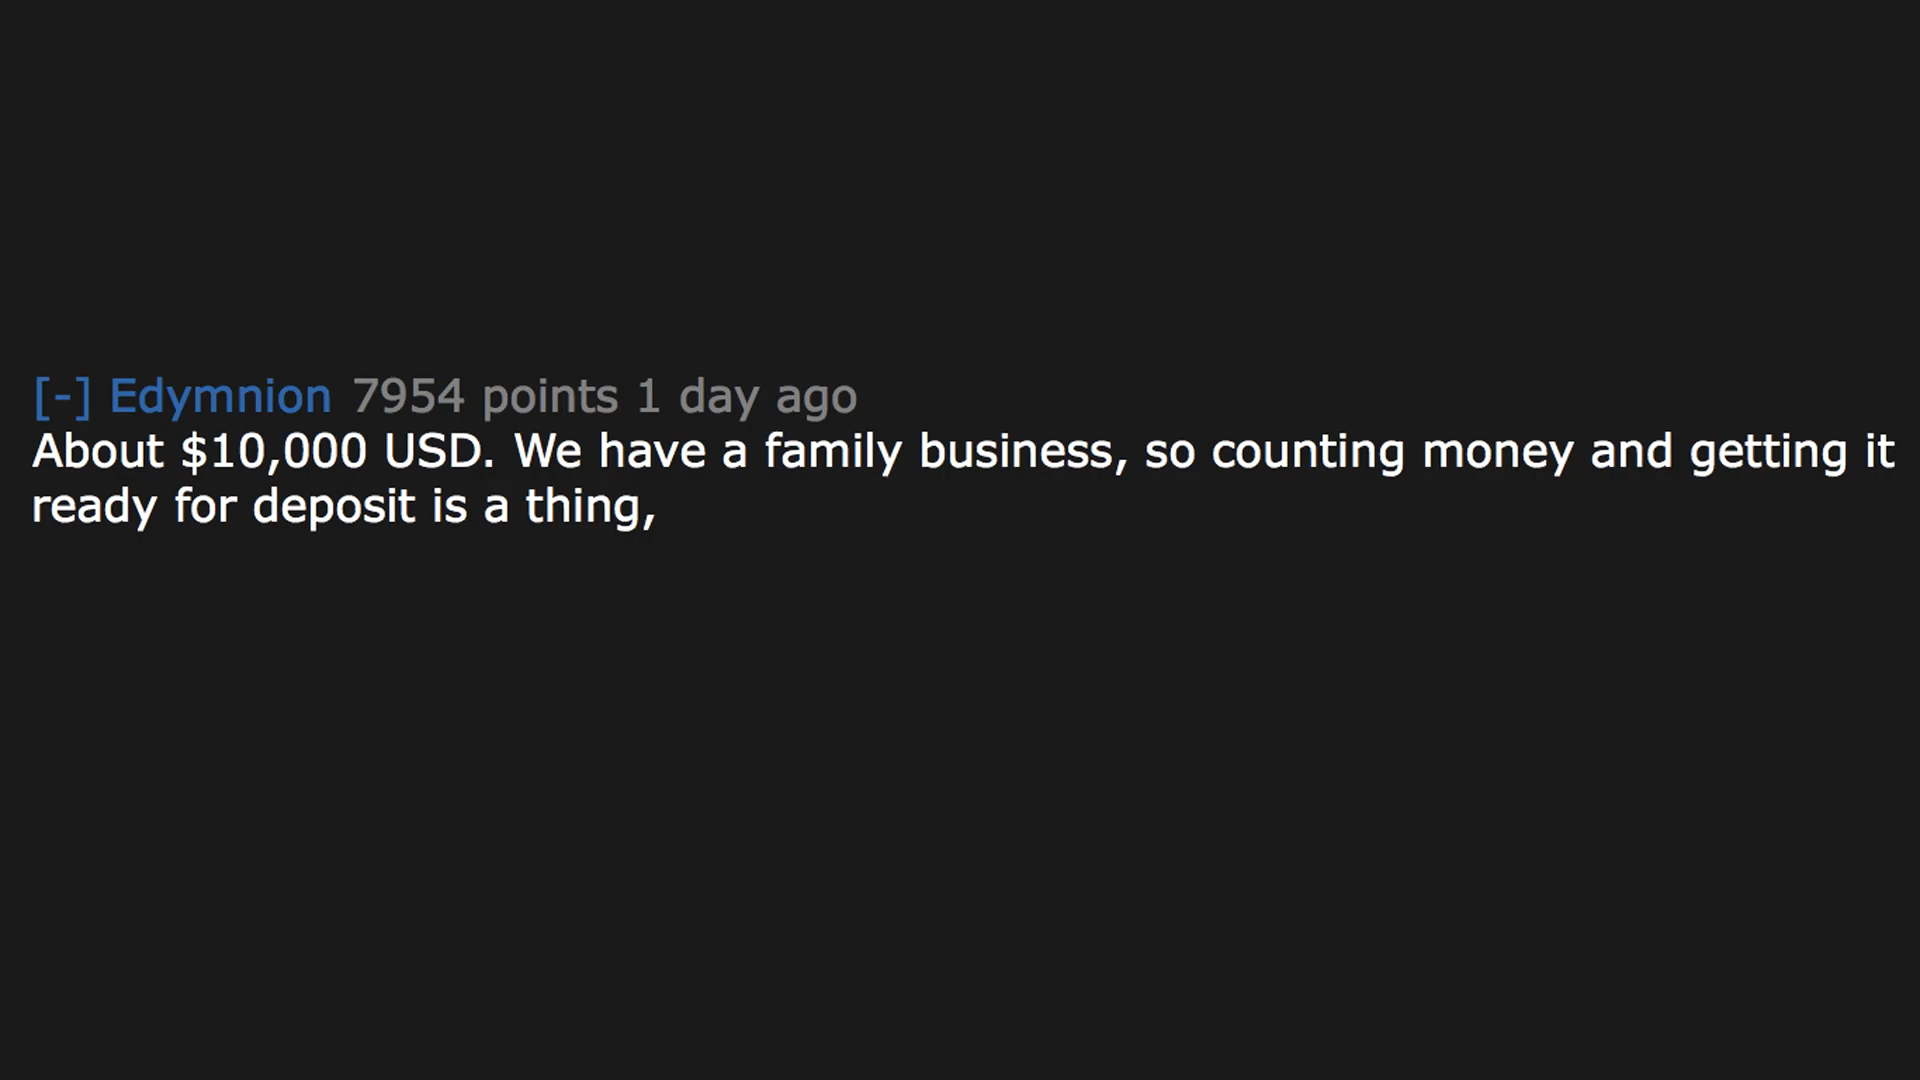 [-] Edymnion 7954 points 1 day ago
About $10,000 USD. We have a family business, so counting money and getting it
ready for deposit is a thing,